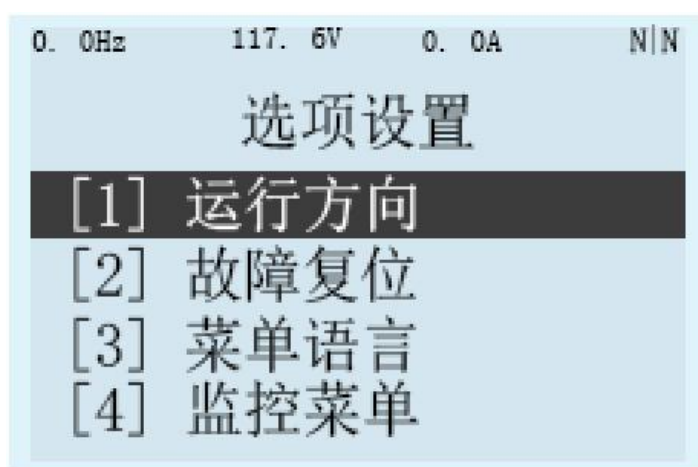 0. 0Hz 117. 6V 0. 0A N|N
选项设置
[1] 运行方向
[2] 故障复位
[3] 菜单语言
[4] 监控菜单